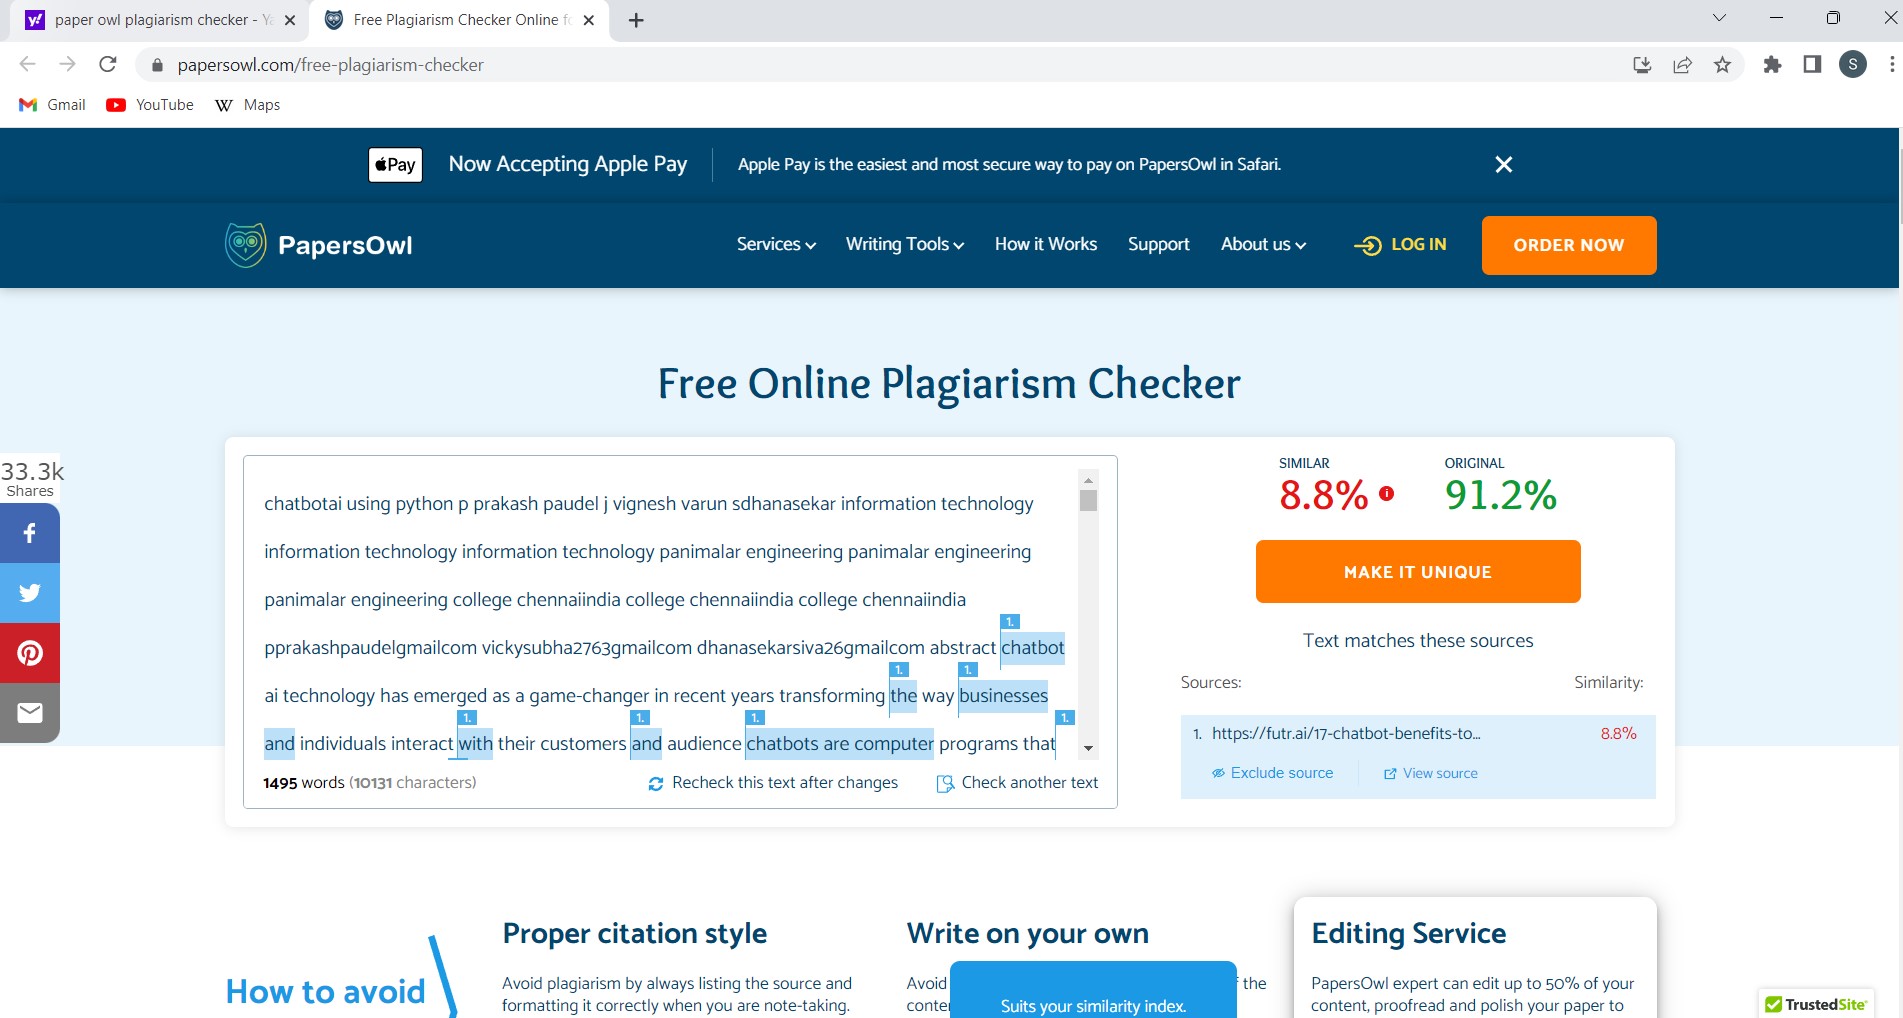 paper owl plagiarism checker - Ya
Free Plagiarism Checker Online fo
papersowl.com/free-plagiarism-checker
S
Gmail
YouTube
W Maps
Pay
Now Accepting Apple Pay
Apple Pay is the easiest and most secure way to pay on PapersOwl in Safari.
PapersOwl
Services
Writing Tools
How it Works
Support
About us
LOG IN
ORDER NOW
Free Online Plagiarism Checker
33.3k
Shares
chatbotai using python p prakash paudel j vignesh varun sdhanasekar information technology
information technology information technology panimalar engineering panimalar engineering
panimalar engineering college chennaiindia college chennaiindia college chennaiindia
1.
pprakashpaudelgmailcom vickysubha2763gmailcom dhanasekarsiva26gmailcom abstract chatbot
1. 1.
ai technology has emerged as a game-changer in recent years transforming the way businesses
1. 1. 1. 1.
and individuals interact with their customers and audience chatbots are computer programs that
1495 words (10131 characters)
Recheck this text after changes
Check another text
SIMILAR
8.8%
ORIGINAL
91.2%
MAKE IT UNIQUE
Text matches these sources
Sources:
Similarity:
1. https://futr.ai/17-chatbot-benefits-to...
8.8%
Exclude source
View source
How to avoid
Proper citation style
Avoid plagiarism by always listing the source and
formatting it correctly when you are note-taking.
Write on your own
Avoid
the
conte
Suits your similarity index.
Editing Service
PapersOwl expert can edit up to 50% of your
content, proofread and polish your paper to
TrustedSite